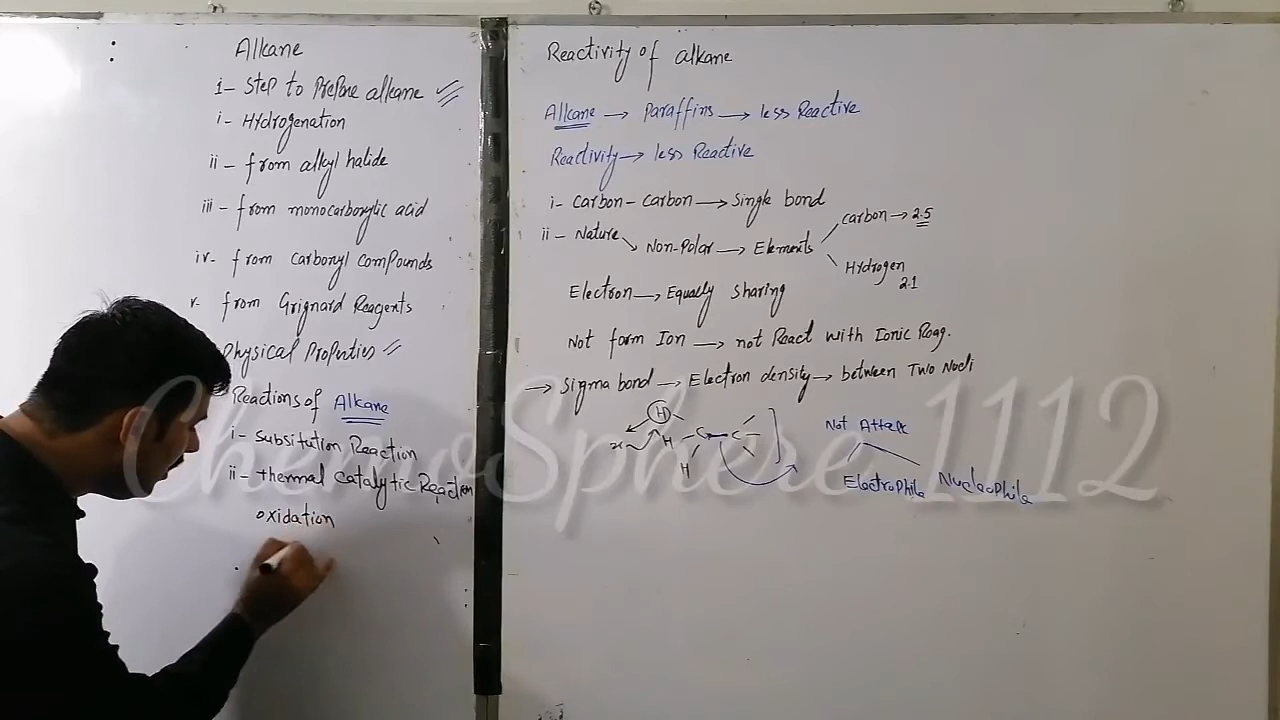 Alkane
i- Step to Prepare alkane
i- Hydrogenation
ii- from alkyl halide
iii- from monocarboxylic acid
iv- from carbonyl compounds
v- from Grignard Reagents
Physical Properties
Reactions of Alkane
i- Subsitution Reaction
ii- thermal catalytic Reaction
oxidation
Reactivity of alkane
Alkane → Paraffins → less Reactive
Reactivity → less Reactive
i- Carbon-Carbon → Single bond
ii- Nature → Non-Polar → Elements
Carbon → 2.5
Hydrogen
2.1
Electron → Equally sharing
Not form Ion → not React with Ionic Reag.
→ Sigma bond → Electron density → between Two Nucli
H
H C C
H
Not Attack
Electrophile Nucleophile
ChemoSphere 1112